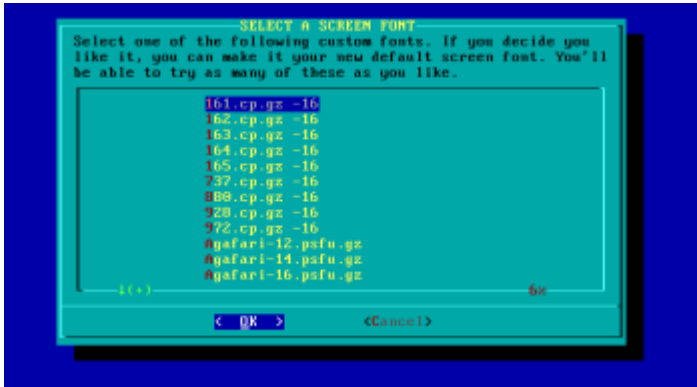 SELECT A SCREEN FONT
Select one of the following custom fonts. If you decide you
like it, you can make it your new default screen font. You'll
be able to try as many of these as you like.
161.cp.gz -16
162.cp.gz -16
163.cp.gz -16
164.cp.gz -16
165.cp.gz -16
737.cp.gz -16
880.cp.gz -16
928.cp.gz -16
972.cp.gz -16
Agafari-12.psfu.gz
Agafari-14.psfu.gz
Agafari-16.psfu.gz
↓(+) 6%
< OK > <Cancel>